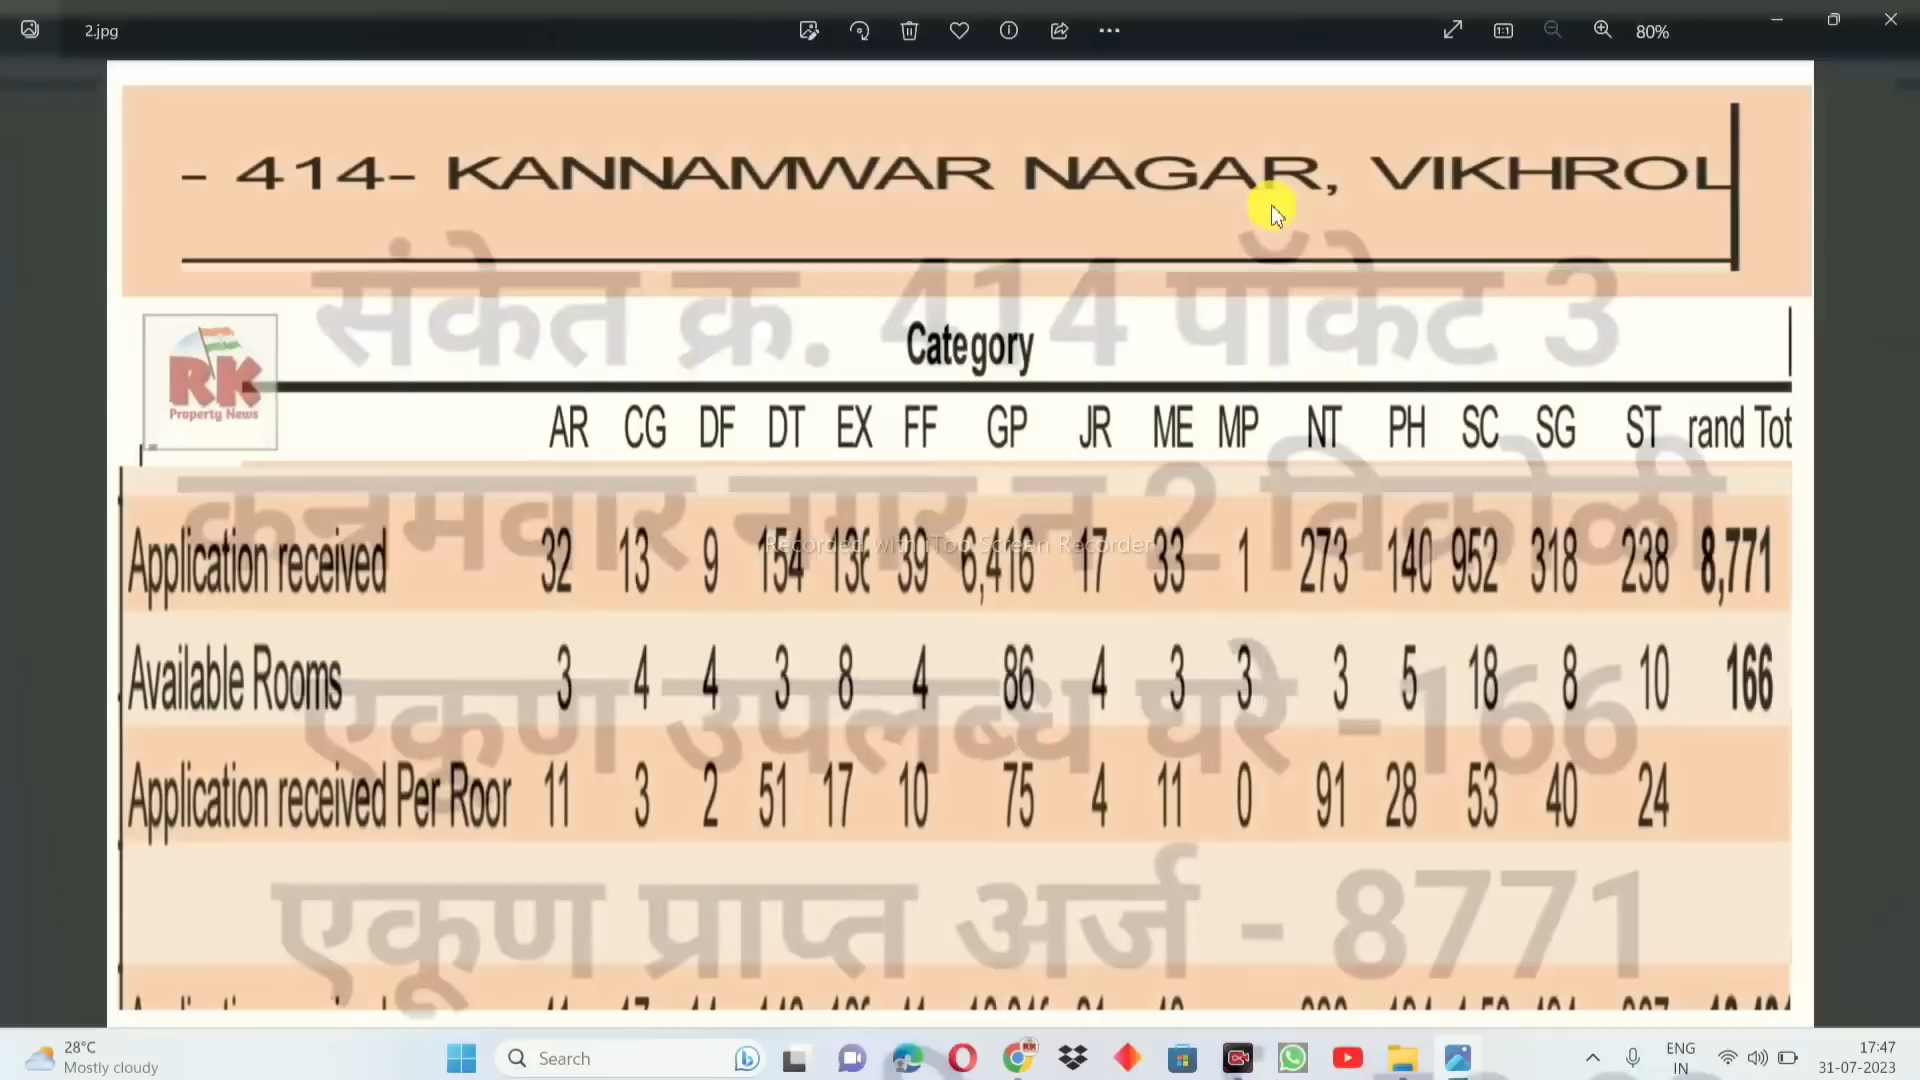 2.jpg
80%
- 414- KANNAMWAR NAGAR, VIKHROL
संकेत क्र. 414 पॉकेट 3
RK
Property News
Category
AR CG DF DT EX FF GP JR ME MP NT PH SC SG ST rand Tot
कन्नमवार नगर न 2 विक्रोळी
Recorded with iTop Screen Recorder
Application received 32 13 9 154 39 6,416 17 33 1 273 140 952 318 238 8,771
Available Rooms 3 4 4 3 8 4 86 4 3 3 3 5 18 8 10 166
एकूण उपलब्ध घरे - 166
Application received Per Roor 11 3 2 51 17 10 75 4 11 0 91 28 53 40 24
एकूण प्राप्त अर्ज - 8771
28°C
Mostly cloudy
Search
ENG
IN
17:47
31-07-2023